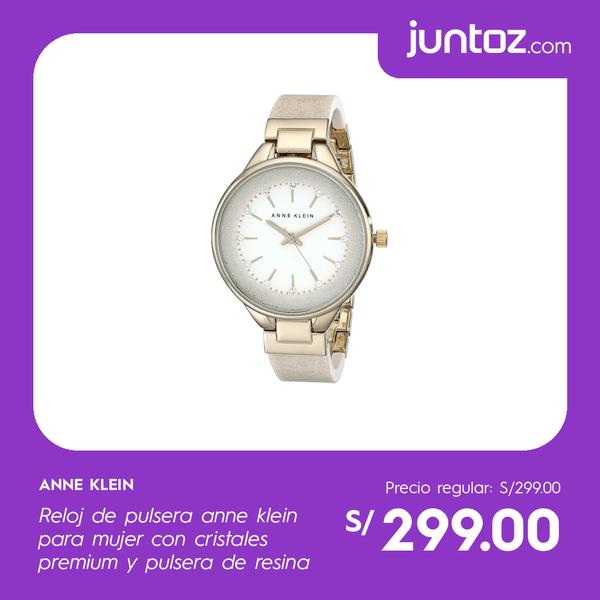 juntoz.com
ANNE KLEIN
ANNE KLEIN
Reloj de pulsera anne klein
para mujer con cristales
premium y pulsera de resina
Precio regular: S/299.00
S/ 299.00